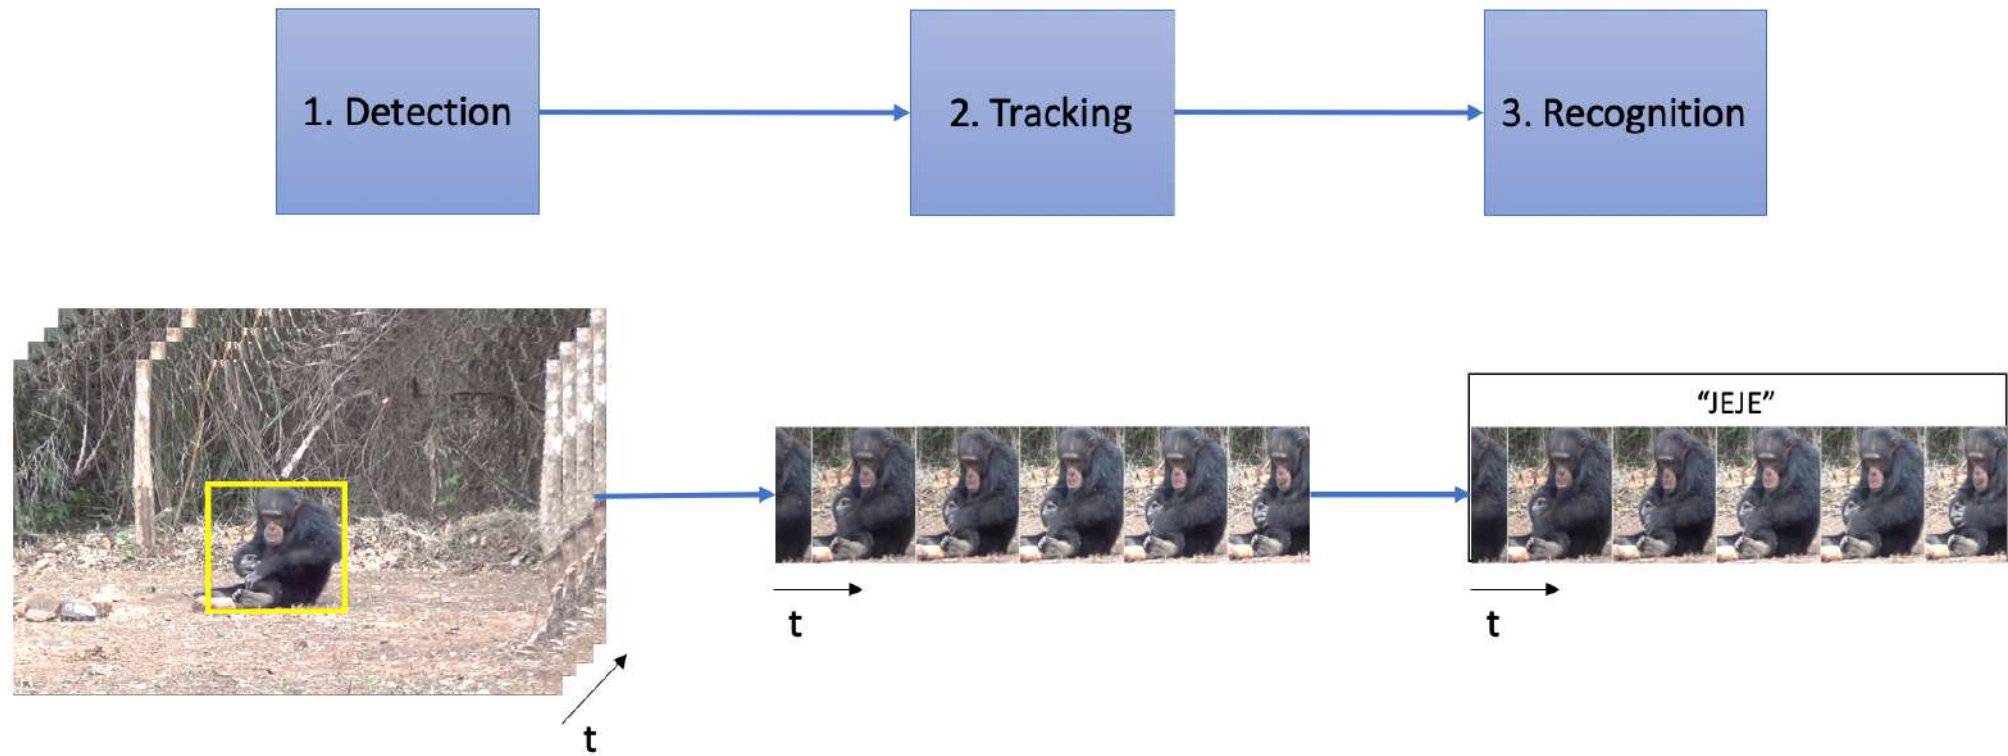 1. Detection
2. Tracking
3. Recognition
“JEJE”
t
t
t